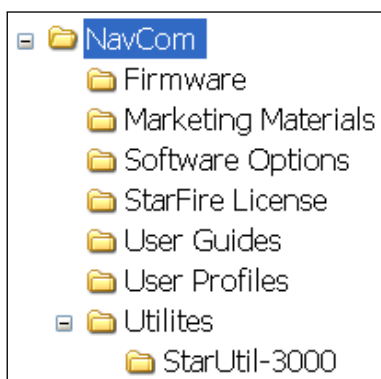 NavCom
Firmware
Marketing Materials
Software Options
StarFire License
User Guides
User Profiles
Utilites
StarUtil-3000